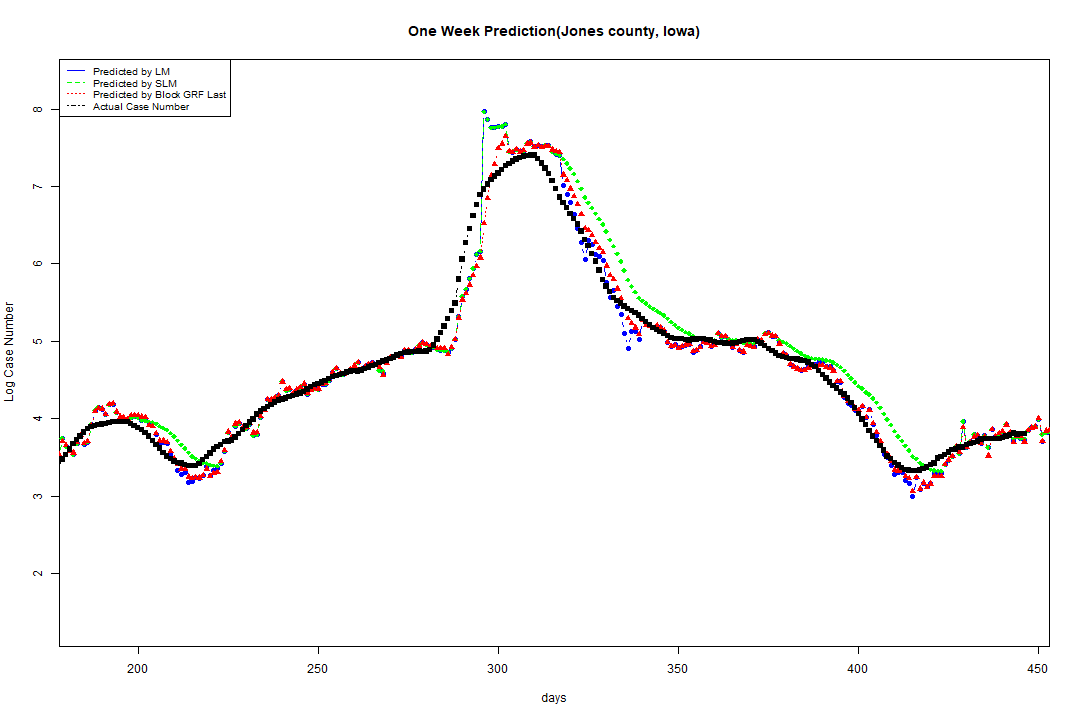 One Week Prediction(Jones county, Iowa)
Predicted by LM
Predicted by SLM
Predicted by Block GRF Last
Actual Case Number
8
7
6
5
4
3
2
Log Case Number
200 250 300 350 400 450
days